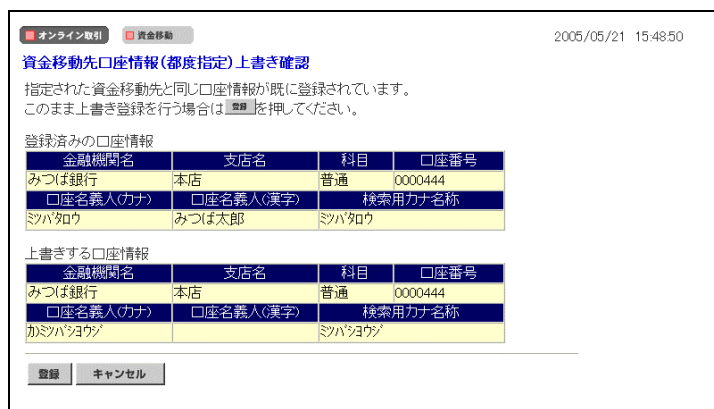 オンライン取引 資金移動 2005/05/21 15:48:50
資金移動先口座情報(都度指定)上書き確認
指定された資金移動先と同じ口座情報が既に登録されています。
このまま上書き登録を行う場合は 登録 を押してください。
登録済みの口座情報
金融機関名 支店名 科目 口座番号
みつば銀行 本店 普通 0000444
口座名義人(カナ) 口座名義人(漢字) 検索用カナ名称
ミツバタロウ みつば太郎 ミツバタロウ
上書きする口座情報
金融機関名 支店名 科目 口座番号
みつば銀行 本店 普通 0000444
口座名義人(カナ) 口座名義人(漢字) 検索用カナ名称
カ)ミツバシヨウジ ミツバシヨウジ
登録 キャンセル